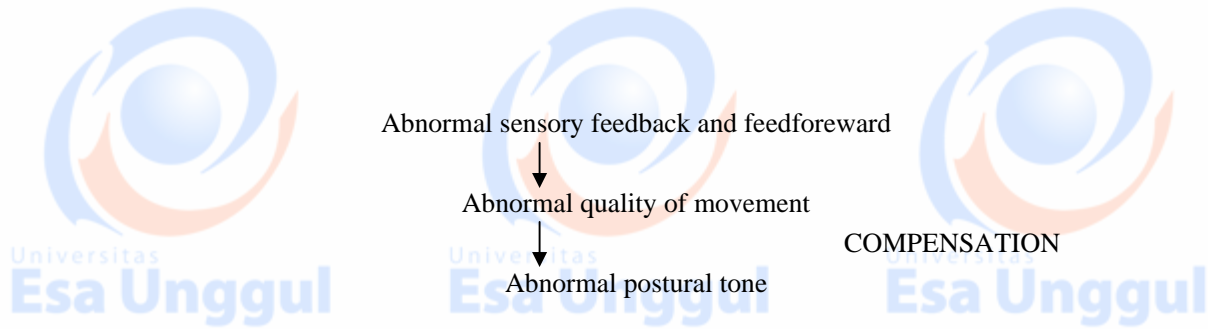 Abnormal sensory feedback and feedforeward
Abnormal quality of movement
COMPENSATION
Abnormal postural tone
Universitas
Esa Unggul
Universitas
Esa Unggul
Universitas
Esa Unggul